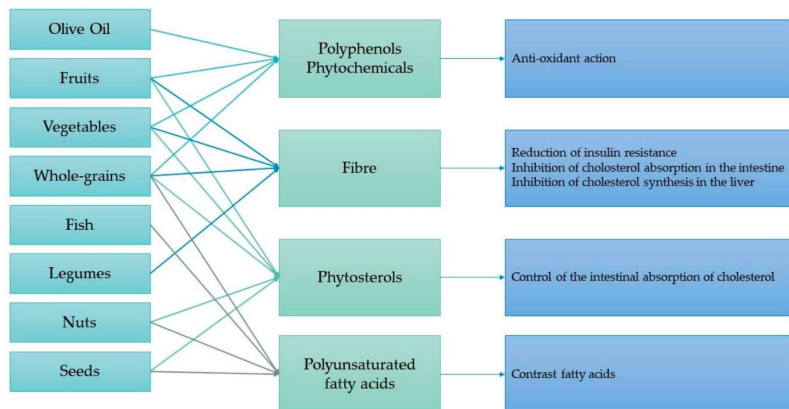 Olive Oil
Fruits
Vegetables
Whole-grains
Fish
Legumes
Nuts
Seeds
Polyphenols
Phytochemicals
Fibre
Phytosterols
Polyunsaturated
fatty acids
Anti-oxidant action
Reduction of insulin resistance
Inhibition of cholosterol absorption in the intestine
Inhibition of cholesterol synthesis in the liver
Control of the intestinal absorption of cholesterol
Contrast fatty acids